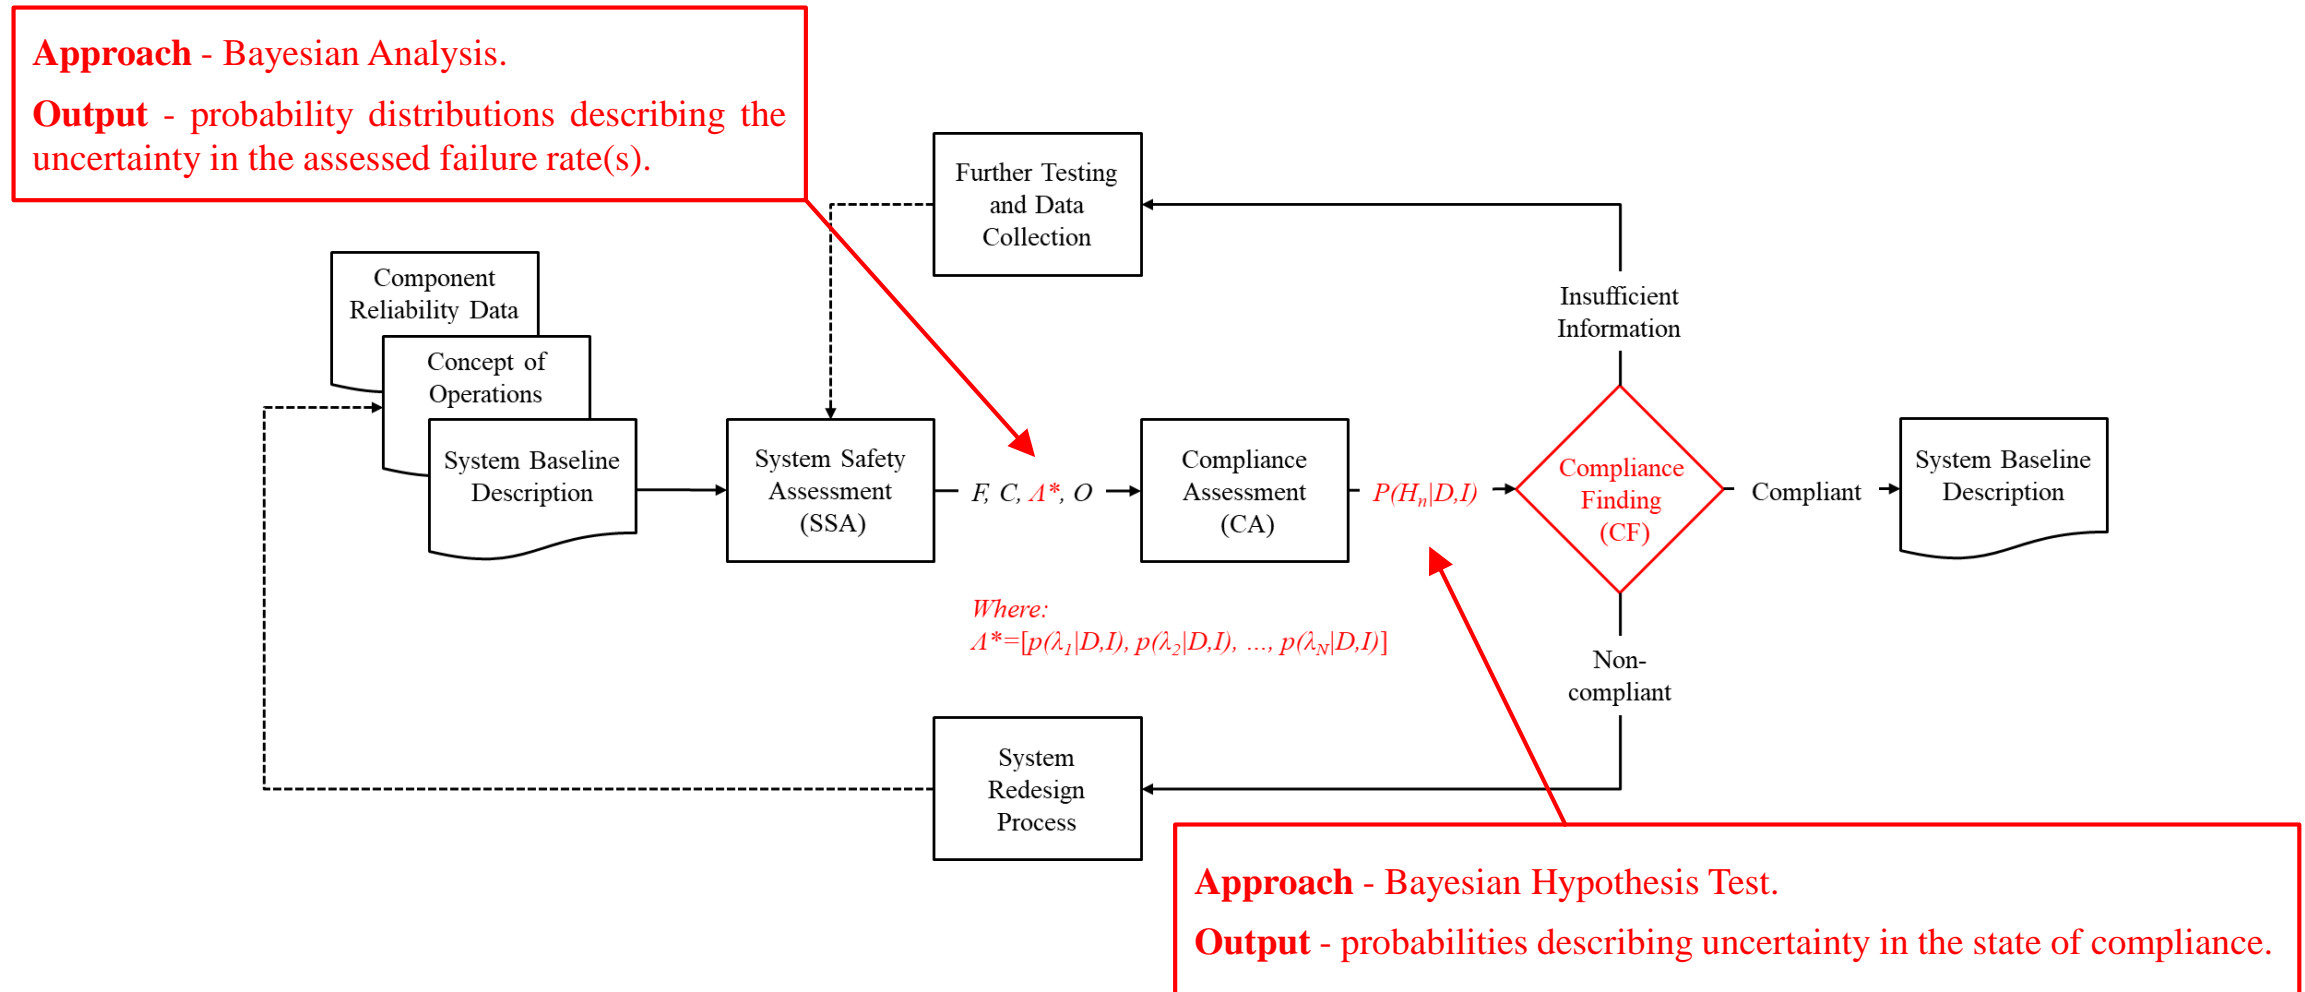 Approach - Bayesian Analysis.
Output - probability distributions describing the
uncertainty in the assessed failure rate(s).
Further Testing
and Data
Collection
Component
Reliability Data
Concept of
Operations
System Baseline
Description
System Safety
Assessment
(SSA)
F, C, Λ*, O
Compliance
Assessment
(CA)
P(Hn|D,I)
Compliance
Finding
(CF)
Insufficient
Information
Compliant
System Baseline
Description
Where:
Λ*=[p(λ1|D,I), p(λ2|D,I), ..., p(λN|D,I)]
Non-
compliant
System
Redesign
Process
Approach - Bayesian Hypothesis Test.
Output - probabilities describing uncertainty in the state of compliance.